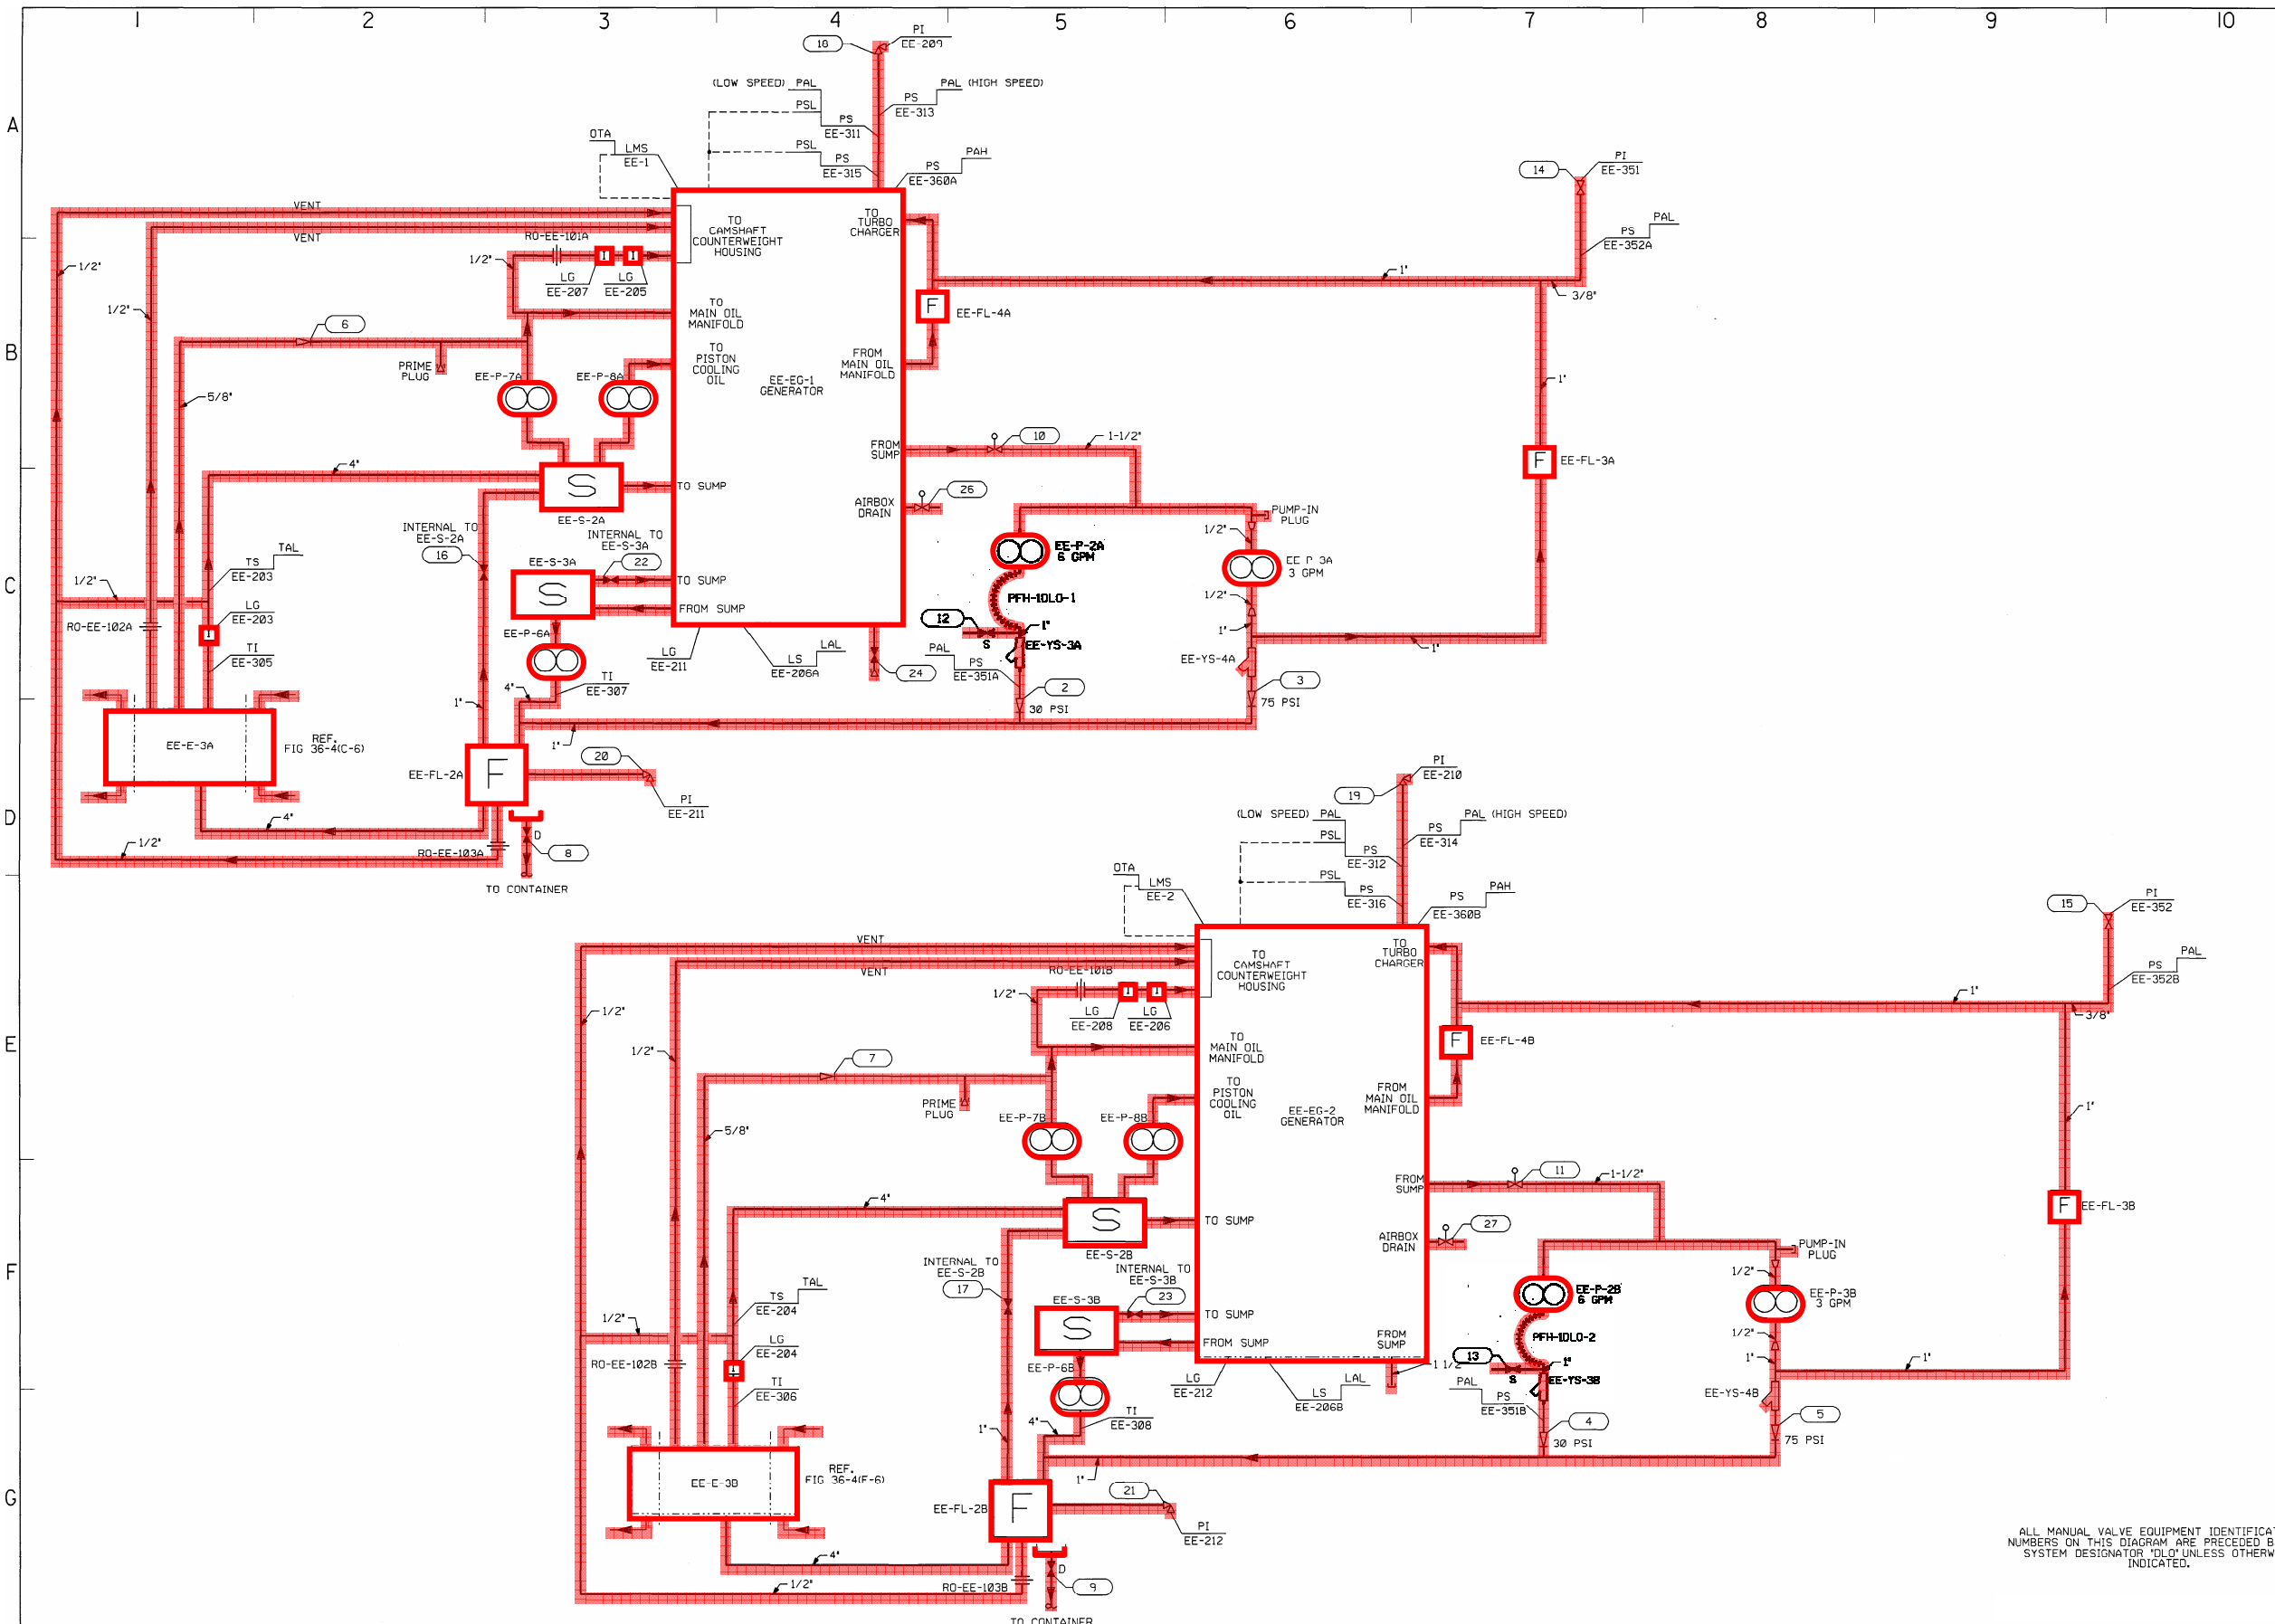 1 2 3 4 5 6 7 8 9 10
A
B
C
D
E
F
G
18
PI
EE-209
(LOW SPEED) PAL
PAL (HIGH SPEED)
PSL
PS
EE-313
PS
EE-311
OTA
LMS
EE-1
PSL
PS
EE-315
PAH
PS
EE-360A
14
PI
EE-351
PAL
PS
EE-352A
VENT
VENT
TO
CAMSHAFT
COUNTERWEIGHT
HOUSING
TO
TURBO
CHARGER
RO-EE-101A
1/2"
1/2"
1/2"
LG
EE-207
LG
EE-205
1"
3/8"
TO
MAIN OIL
MANIFOLD
F
EE-FL-4A
6
PRIME
PLUG
TO
PISTON
COOLING
OIL
FROM
MAIN OIL
MANIFOLD
EE-P-7A
EE-P-8A
EE-EG-1
GENERATOR
5/8"
1"
4"
FROM
SUMP
10
1-1/2"
F
EE-FL-3A
S
TO SUMP
EE-S-2A
AIRBOX
DRAIN
26
PUMP-IN
PLUG
INTERNAL TO
EE-S-2A
16
INTERNAL TO
EE-S-3A
22
1/2"
EE-P-2A
6 GPM
EE P 3A
3 GPM
TAL
TS
EE-203
EE-S-3A
S
TO SUMP
FROM SUMP
1/2"
LG
EE-203
RO-EE-102A
PFH-1DLO-1
1/2"
12
S
1"
1"
EE-YS-3A
EE-P-6A
TI
EE-305
LG
EE-211
LS
EE-206A
LAL
PAL
PS
EE-351A
EE-YS-4A
1"
24
2
3
TI
EE-307
4"
1"
30 PSI
75 PSI
EE-E-3A
REF.
FIG 36-4(C-6)
1"
EE-FL-2A
F
20
PI
EE-211
4"
1/2"
RO-EE-103A
D
8
TO CONTAINER
19
PI
EE-210
(LOW SPEED) PAL
PAL (HIGH SPEED)
PSL
PS
EE-314
PS
EE-312
OTA
LMS
EE-2
PSL
PS
EE-316
PAH
PS
EE-360B
15
PI
EE-352
PAL
PS
EE-352B
VENT
VENT
TO
CAMSHAFT
COUNTERWEIGHT
HOUSING
TO
TURBO
CHARGER
RO-EE-101B
1/2"
1/2"
1/2"
LG
EE-208
LG
EE-206
1"
3/8"
TO
MAIN OIL
MANIFOLD
F
EE-FL-4B
7
PRIME
PLUG
TO
PISTON
COOLING
OIL
FROM
MAIN OIL
MANIFOLD
EE-P-7B
EE-P-8B
EE-EG-2
GENERATOR
5/8"
1"
4"
FROM
SUMP
11
1-1/2"
F
EE-FL-3B
S
TO SUMP
EE-S-2B
AIRBOX
DRAIN
27
PUMP-IN
PLUG
INTERNAL TO
EE-S-2B
17
INTERNAL TO
EE-S-3B
23
1/2"
EE-P-2B
6 GPM
EE-P-3B
3 GPM
TAL
TS
EE-204
EE-S-3B
S
TO SUMP
FROM SUMP
FROM
SUMP
1/2"
LG
EE-204
RO-EE-102B
PFH-1DLO-2
1/2"
13
S
1"
1"
1"
EE-YS-3B
1 1/2"
EE-P-6B
TI
EE-306
LG
EE-212
LS
EE-206B
LAL
PAL
PS
EE-351B
EE-YS-4B
4
5
TI
EE-308
4"
1"
30 PSI
75 PSI
EE-E-3B
REF.
FIG 36-4(F-6)
1"
EE-FL-2B
F
21
PI
EE-212
4"
1/2"
RO-EE-103B
D
9
TO CONTAINER
ALL MANUAL VALVE EQUIPMENT IDENTIFICA
NUMBERS ON THIS DIAGRAM ARE PRECEDED B
SYSTEM DESIGNATOR "DLO" UNLESS OTHERW
INDICATED.